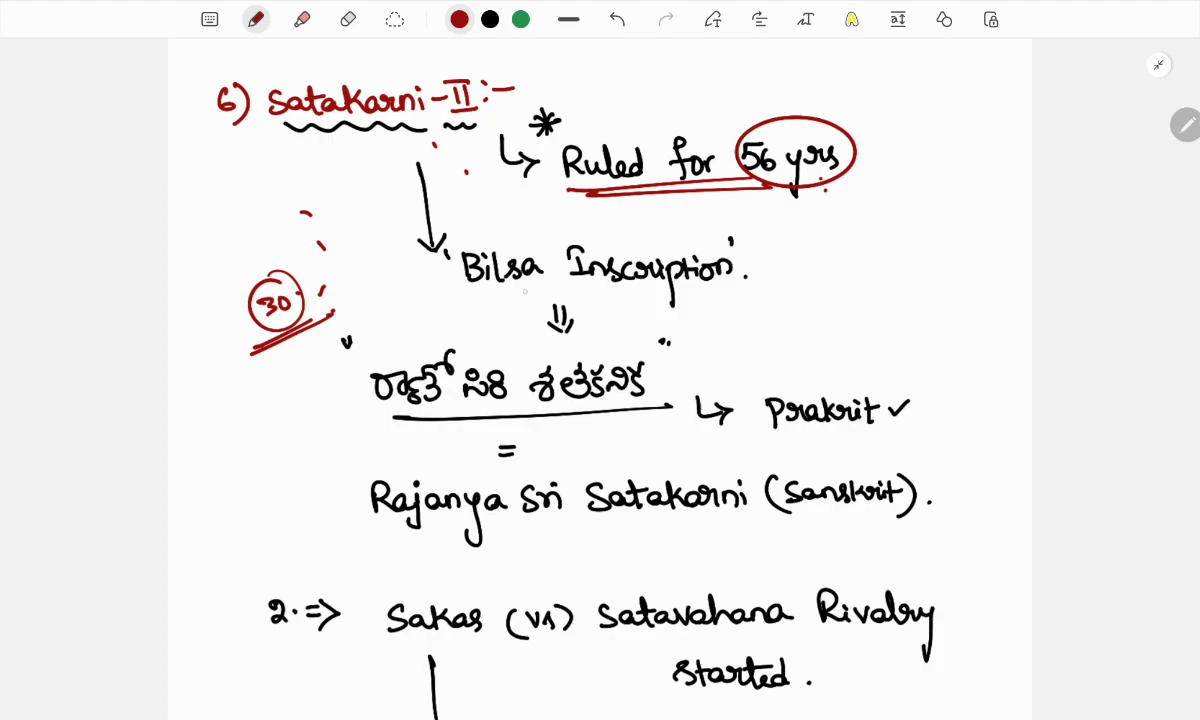 6) Satakarni-II :-
* Ruled for 56 yrs
'Bilsa Inscription'.
30
సిరి శతకనికీ
Prakrit ✓
=
Rajanya Sri Satakarni (Sanskrit).
2. => Sakas (vs) Satavahana Rivalry
started.